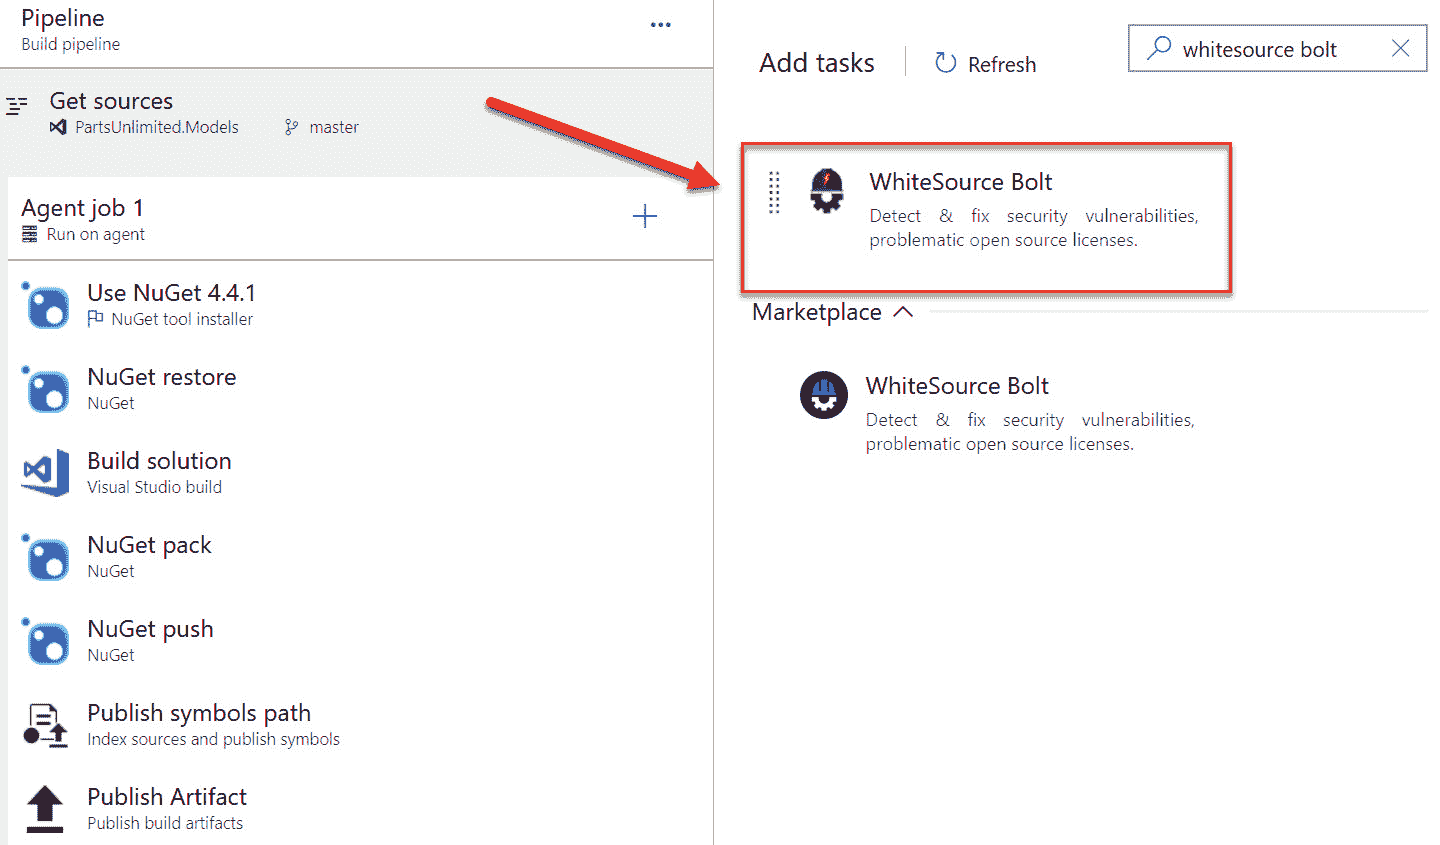 Pipeline
Build pipeline
Get sources
PartsUnlimited.Models master
Agent job 1
Run on agent
Use NuGet 4.4.1
NuGet tool installer
NuGet restore
NuGet
Build solution
Visual Studio build
NuGet pack
NuGet
NuGet push
NuGet
Publish symbols path
Index sources and publish symbols
Publish Artifact
Publish build artifacts
Add tasks
Refresh
whitesource bolt
WhiteSource Bolt
Detect & fix security vulnerabilities,
problematic open source licenses.
Marketplace
WhiteSource Bolt
Detect & fix security vulnerabilities,
problematic open source licenses.